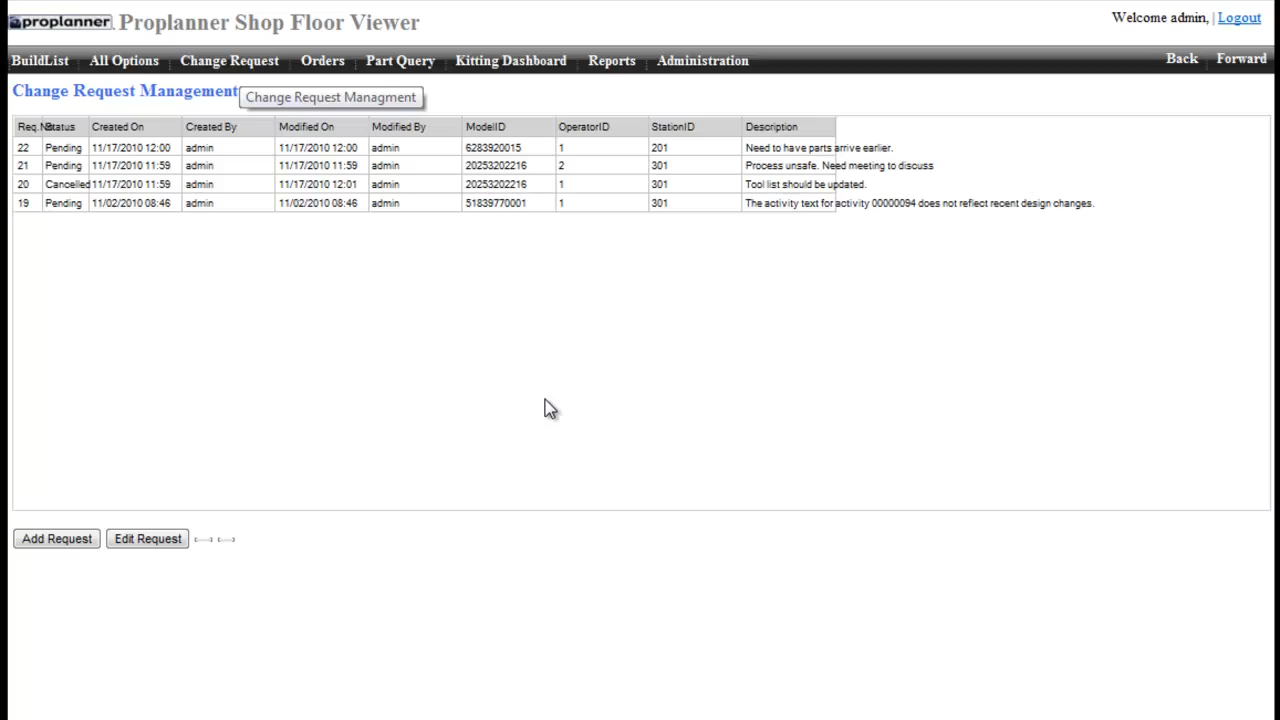 proplanner Proplanner Shop Floor Viewer Welcome admin, | Logout
BuildList All Options Change Request Orders Part Query Kitting Dashboard Reports Administration Back Forward
Change Request Management Change Request Managment
Req. Status Created On Created By Modified On Modified By ModelID OperatorID StationID Description
22 Pending 11/17/2010 12:00 admin 11/17/2010 12:00 admin 6283920015 1 201 Need to have parts arrive earlier.
21 Pending 11/17/2010 11:59 admin 11/17/2010 11:59 admin 20253202216 2 301 Process unsafe. Need meeting to discuss
20 Cancelled 11/17/2010 11:59 admin 11/17/2010 12:01 admin 20253202216 1 301 Tool list should be updated.
19 Pending 11/02/2010 08:46 admin 11/02/2010 08:46 admin 51839770001 1 301 The activity text for activity 00000094 does not reflect recent design changes.
Add Request Edit Request